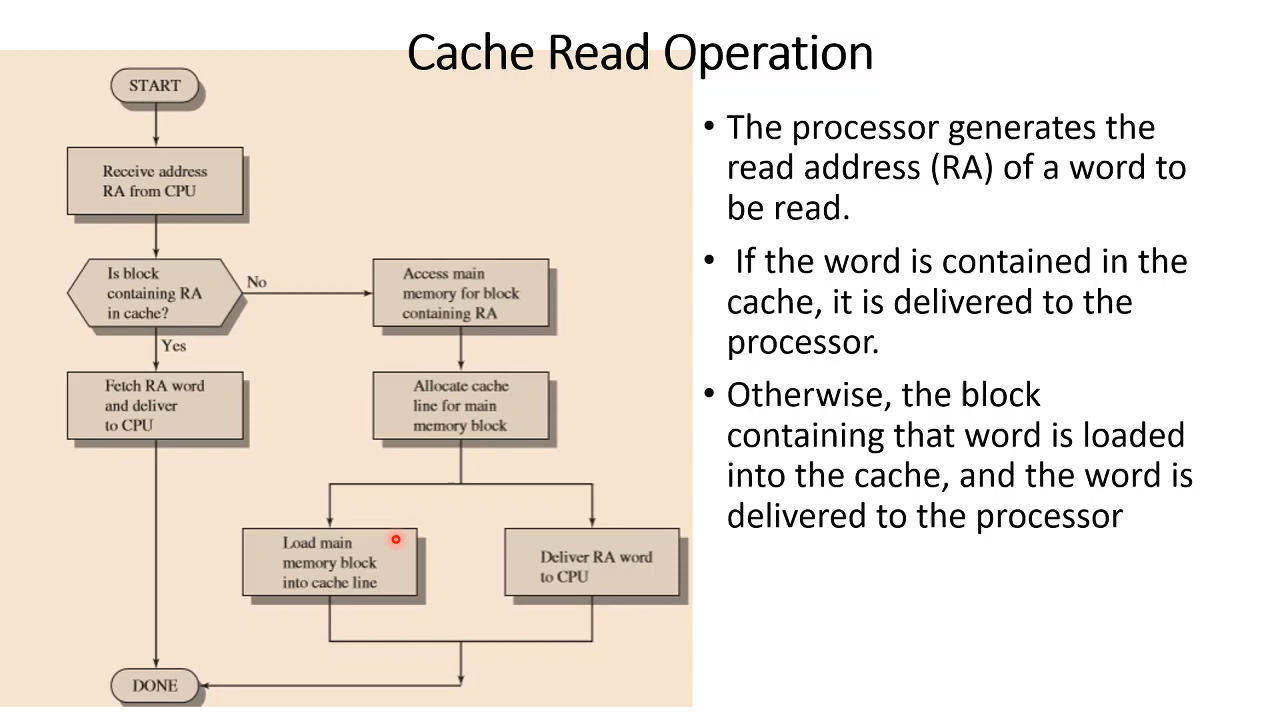 Cache Read Operation
START
Receive address
RA from CPU
Is block
containing RA
in cache?
No
Yes
Access main
memory for block
containing RA
Fetch RA word
and deliver
to CPU
Allocate cache
line for main
memory block
Load main
memory block
into cache line
Deliver RA word
to CPU
DONE
• The processor generates the
read address (RA) of a word to
be read.
• If the word is contained in the
cache, it is delivered to the
processor.
• Otherwise, the block
containing that word is loaded
into the cache, and the word is
delivered to the processor